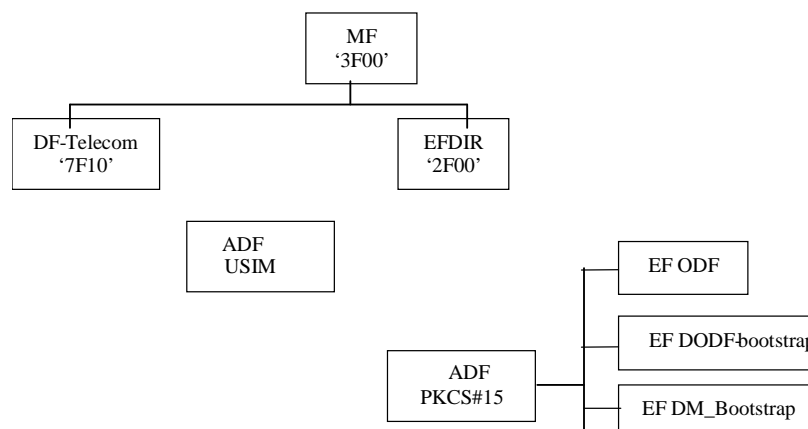 MF
‘3F00’
DF-Telecom
‘7F10’
EFDIR
‘2F00’
ADF
USIM
EF ODF
EF DODF-bootstrap
ADF
PKCS#15
EF DM_Bootstrap